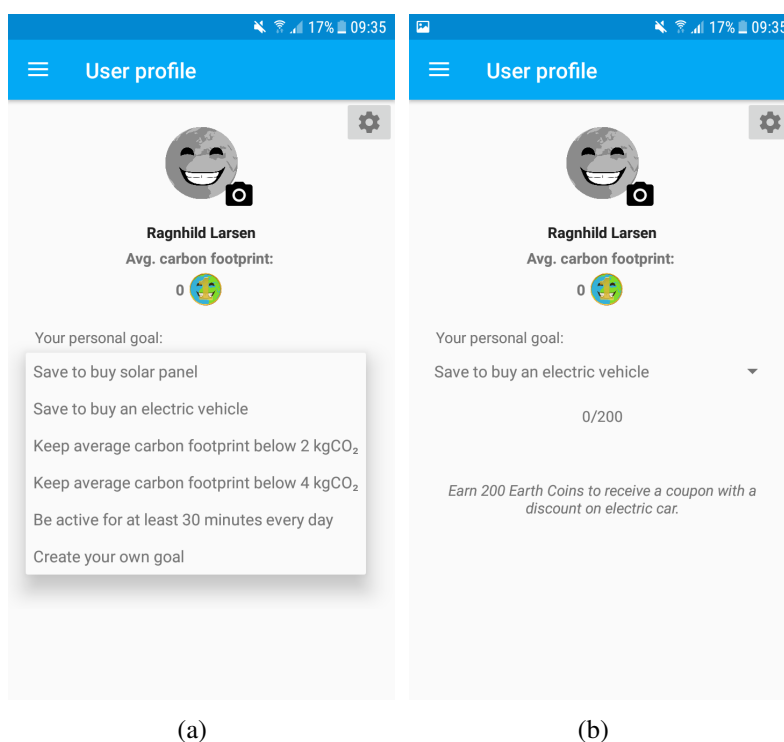 17% 09:35
User profile
Ragnhild Larsen
Avg. carbon footprint:
0
Your personal goal:
Save to buy solar panel
Save to buy an electric vehicle
Keep average carbon footprint below 2 kgCO₂
Keep average carbon footprint below 4 kgCO₂
Be active for at least 30 minutes every day
Create your own goal
(a)
17% 09:35
User profile
Ragnhild Larsen
Avg. carbon footprint:
0
Your personal goal:
Save to buy an electric vehicle
0/200
Earn 200 Earth Coins to receive a coupon with a
discount on electric car.
(b)